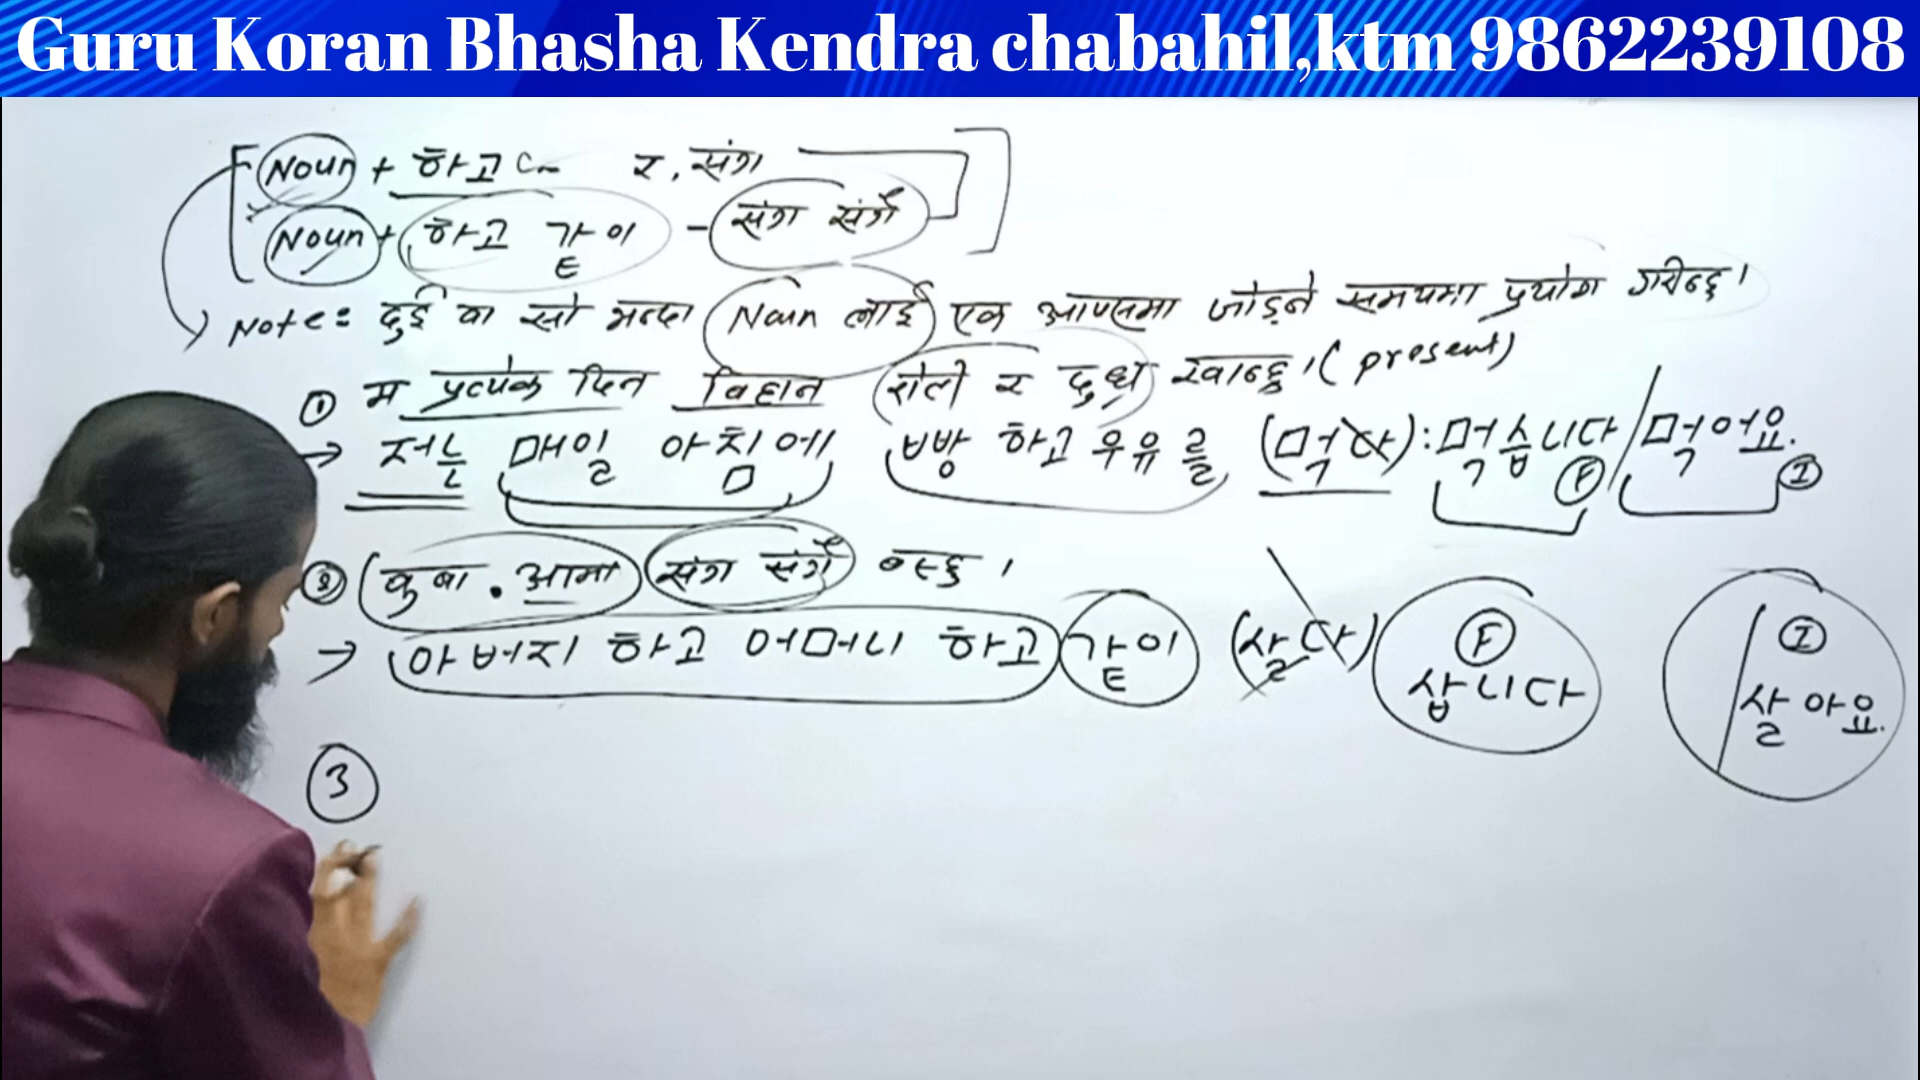 Guru Koran Bhasha Kendra chabahil,ktm 9862239108
Noun + 하고 र, संग
Noun + 하고 같이 - संग संगै
Note: दुई वा सो भन्दा Noun लाई एक आपसमा जोड्ने समयमा प्रयोग गरिन्छ।
① म प्रत्येक दिन विहान रोटी र दुध खान्छु। (present)
→ 저는 매일 아침에 빵 하고 우유를 (먹다): 먹습니다 Ⓕ / 먹어요. Ⓘ
② बुबा. आमा संग संगै बस्छु।
→ 아버지 하고 어머니 하고 같이 (살다) Ⓕ 삽니다 / Ⓘ 살아요.
③